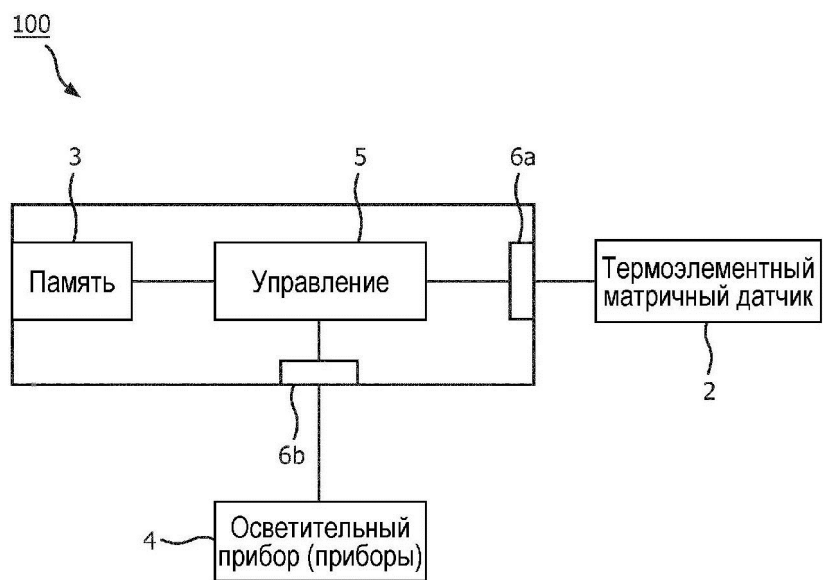 100
3
5
6a
Память
Управление
Термоэлементный
матричный датчик
2
6b
4
Осветительный
прибор (приборы)